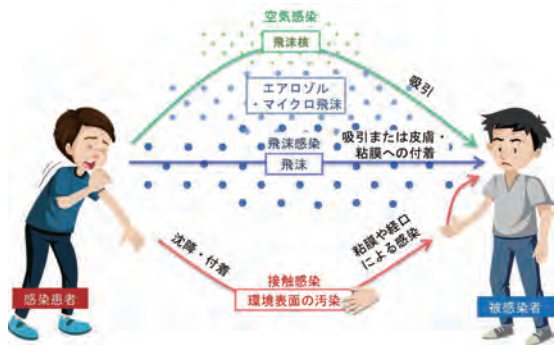 空気感染
飛沫核
エアロゾル
・マイクロ飛沫
吸引
飛沫感染
飛沫
吸引または皮膚・
粘膜への付着
沈降・付着
粘膜や経口
による感染
接触感染
環境表面の汚染
感染患者
被感染者